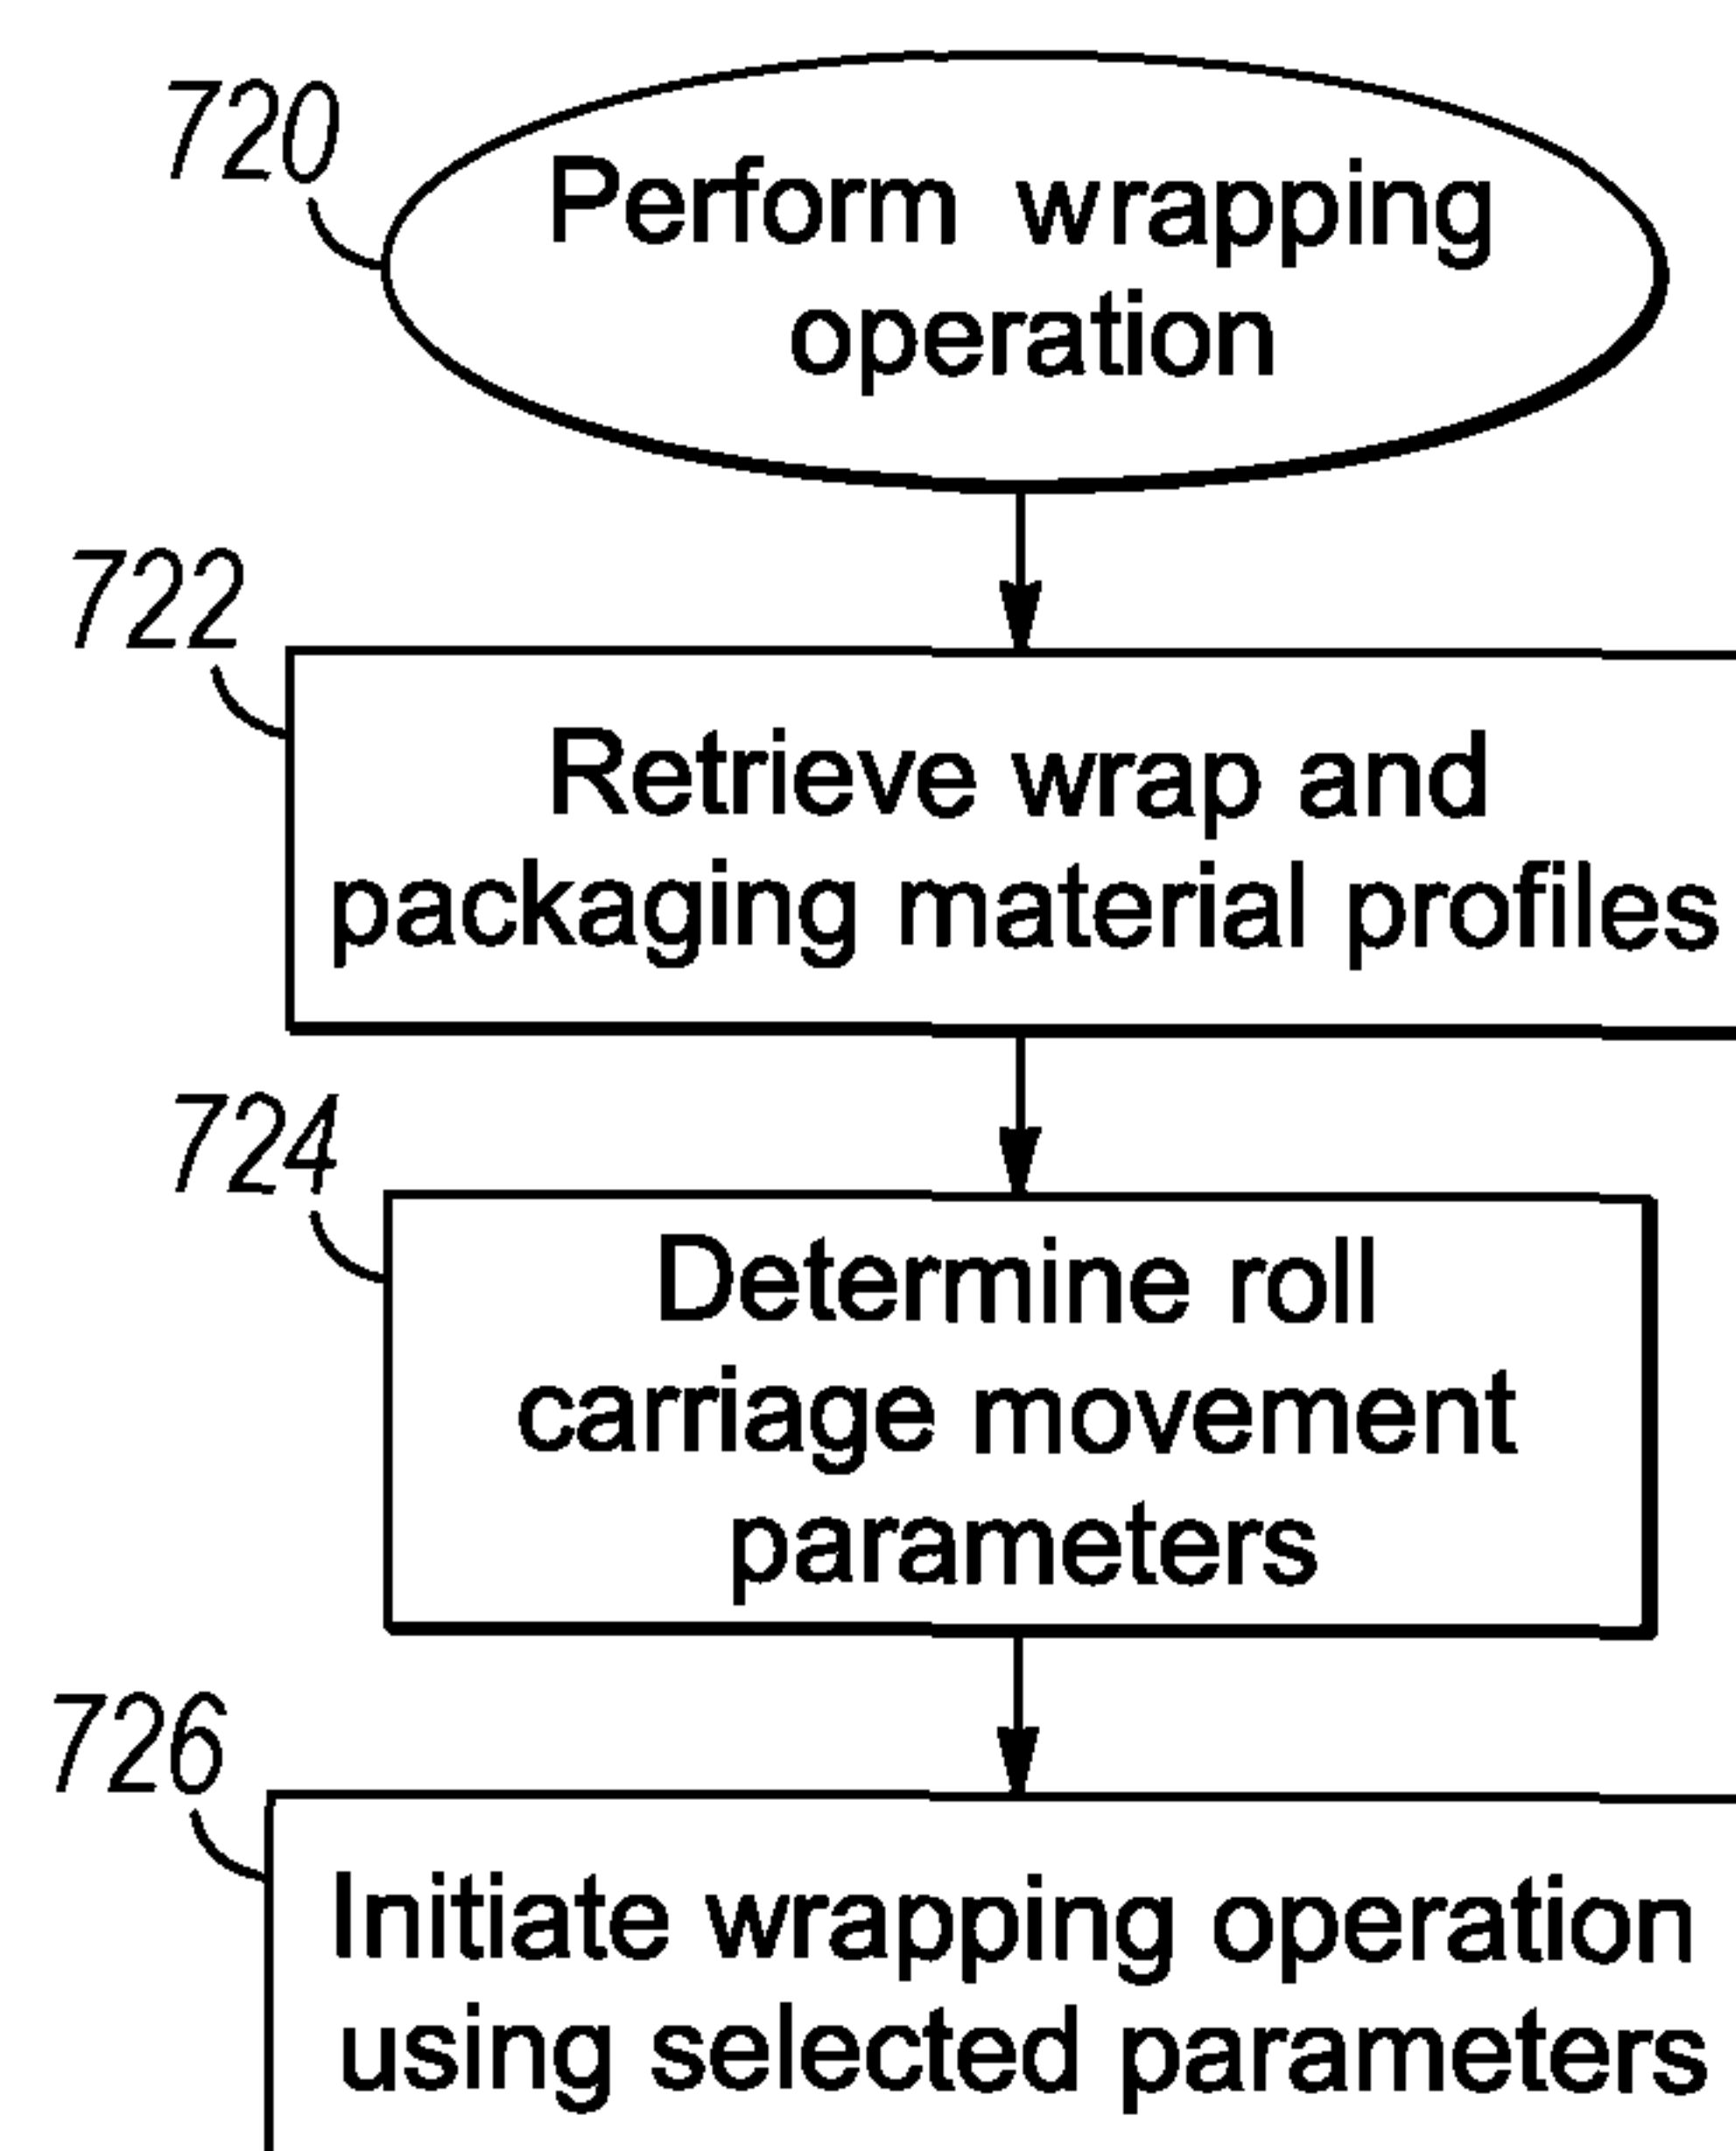 720
Perform wrapping
operation
722
Retrieve wrap and
packaging material profiles
724
Determine roll
carriage movement
parameters
726
Initiate wrapping operation
using selected parameters